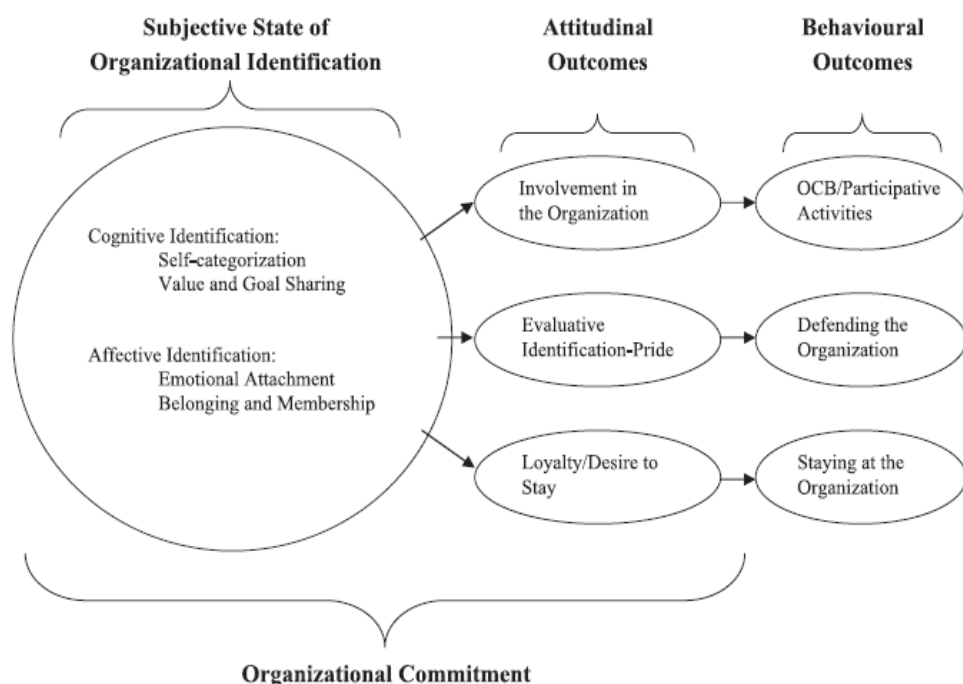 Subjective State of
Organizational Identification
Attitudinal
Outcomes
Behavioural
Outcomes
Cognitive Identification:
Self-categorization
Value and Goal Sharing
Affective Identification:
Emotional Attachment
Belonging and Membership
Involvement in
the Organization
OCB/Participative
Activities
Evaluative
Identification-Pride
Defending the
Organization
Loyalty/Desire to
Stay
Staying at the
Organization
Organizational Commitment